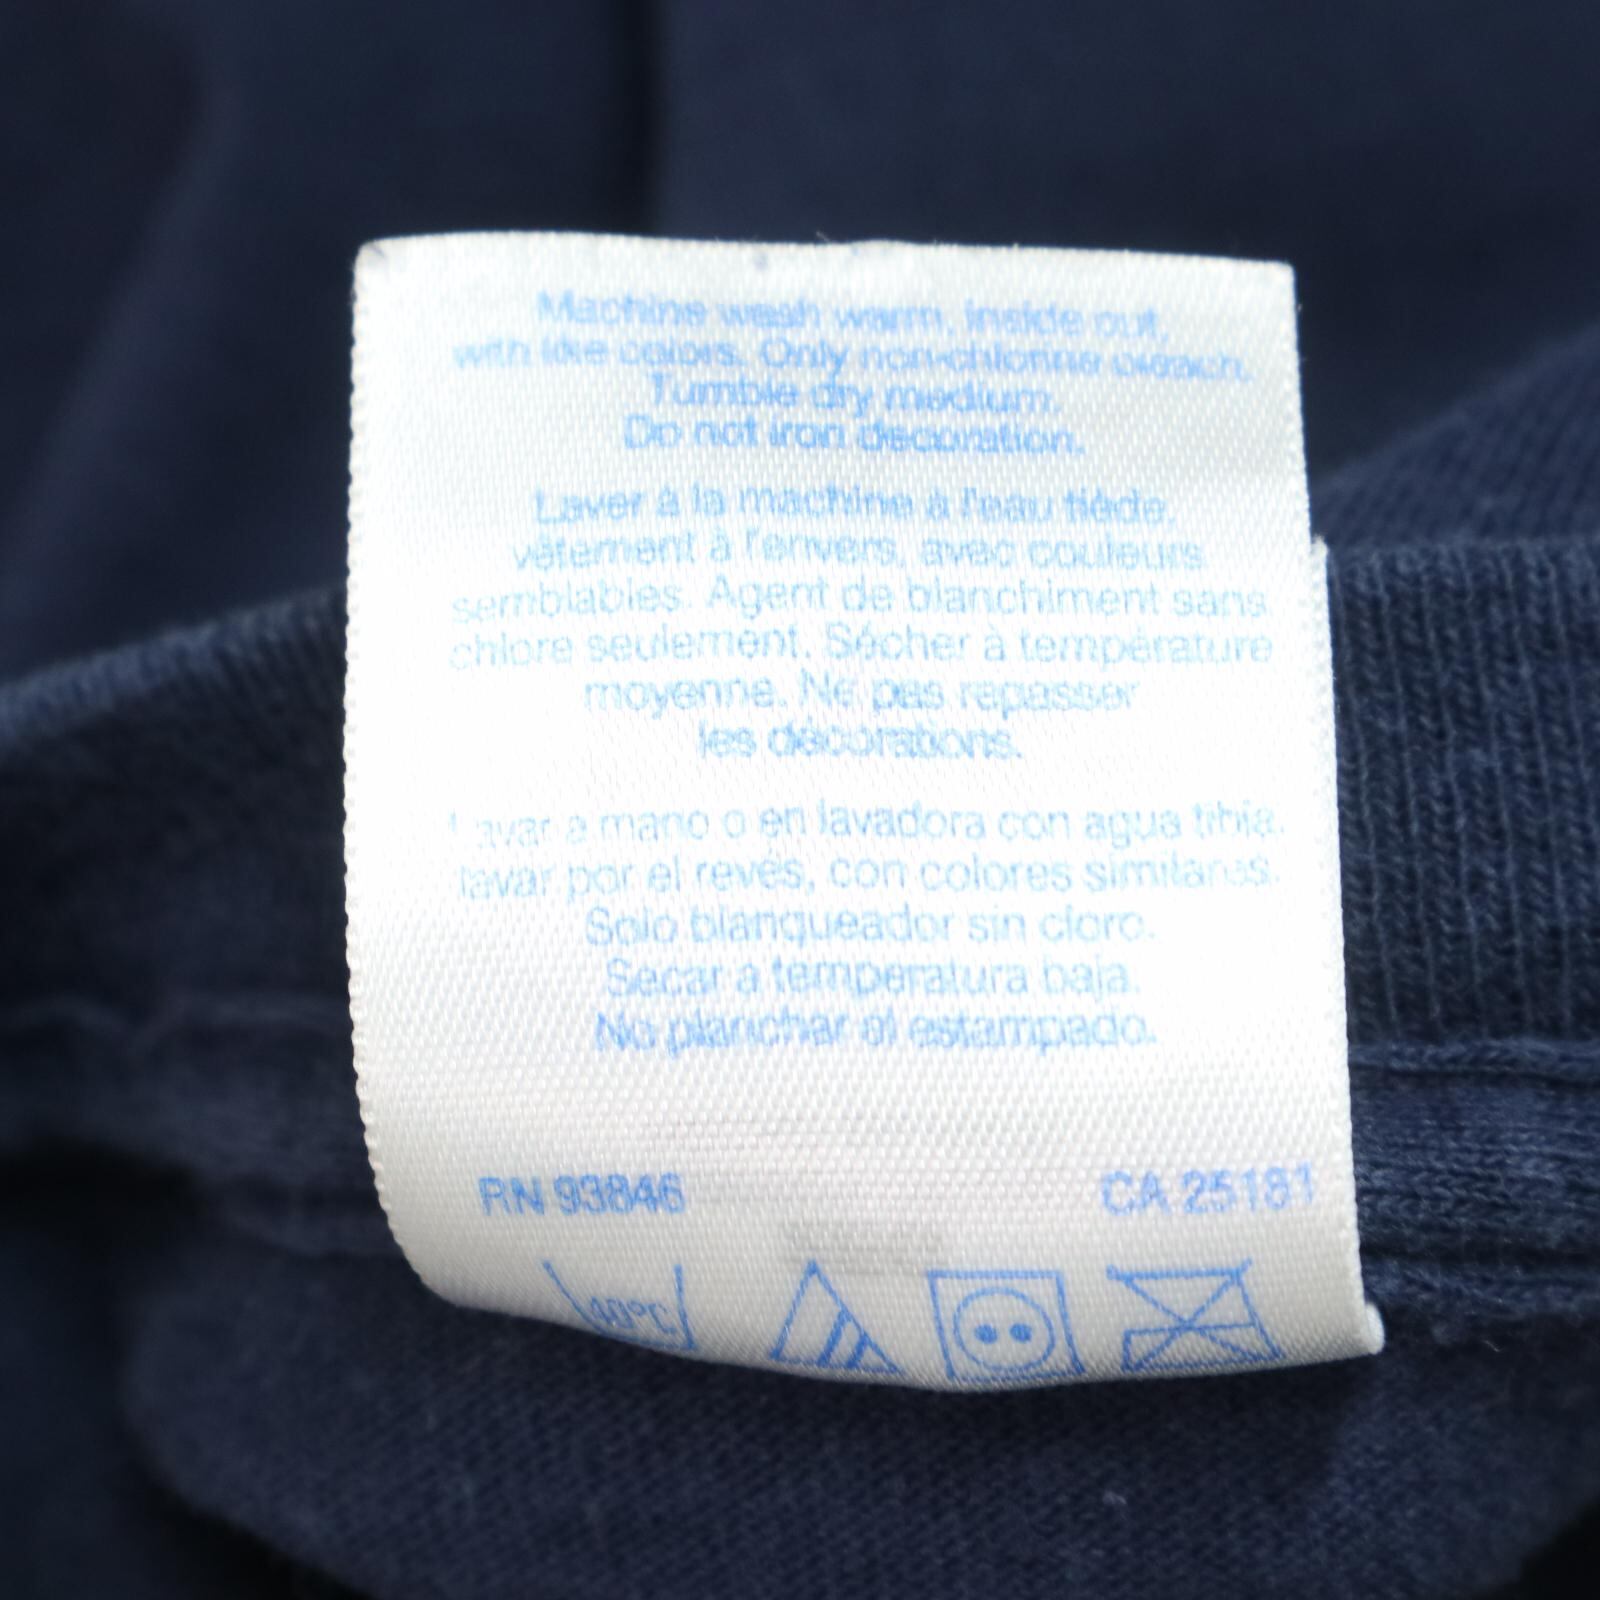 Machine wash warm, inside out,
with like colors. Only non-chlorine bleach.
Tumble dry medium.
Do not iron decoration.
Laver à la machine à l'eau tiède,
vêtement à l'envers, avec couleurs
semblables. Agent de blanchiment sans
chlore seulement. Sécher à température
moyenne. Ne pas repasser
les décorations.
Lavar a mano o en lavadora con agua tibia.
lavar por el revés, con colores similares.
Solo blanqueador sin cloro.
Secar a temperatura baja.
No planchar el estampado.
RN 93846 CA 25181
40°C